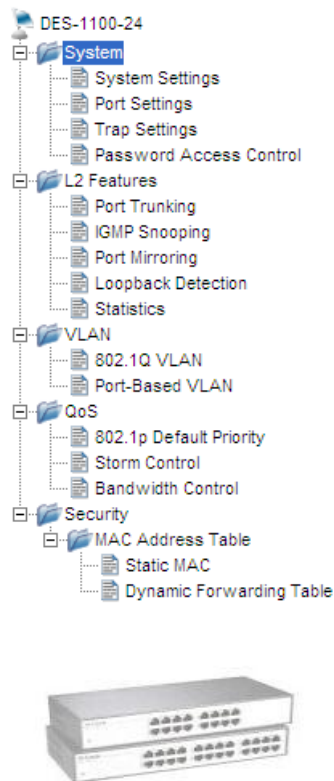 DES-1100-24
System
System Settings
Port Settings
Trap Settings
Password Access Control
L2 Features
Port Trunking
IGMP Snooping
Port Mirroring
Loopback Detection
Statistics
VLAN
802.1Q VLAN
Port-Based VLAN
QoS
802.1p Default Priority
Storm Control
Bandwidth Control
Security
MAC Address Table
Static MAC
Dynamic Forwarding Table